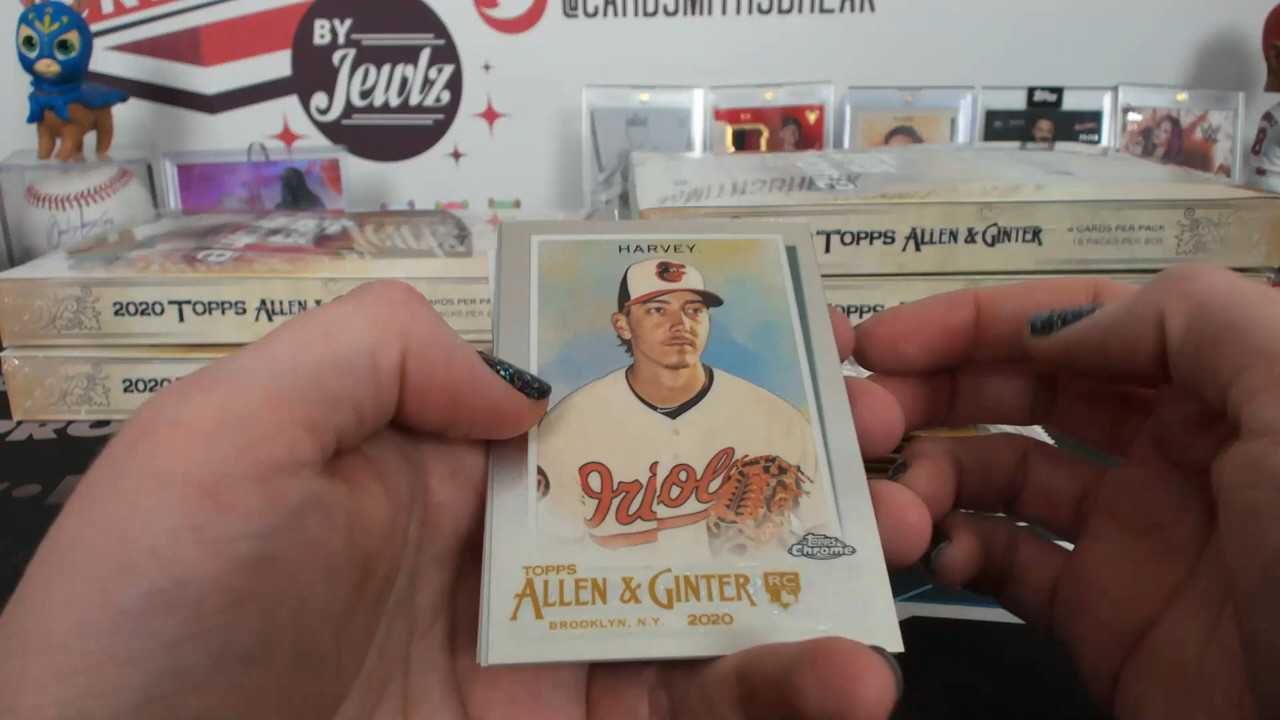 @CARDSMITHSBREAK
BY
Jewlz
Topps
W
HARVEY
TOPPS ALLEN & GINTER
4 CARDS PER PACK
18 PACKS PER BOX
2020 TOPPS ALLEN &
2020
Orioles
Topps
Chrome
TOPPS
ALLEN & GINTER
RC
BROOKLYN, N.Y. 2020